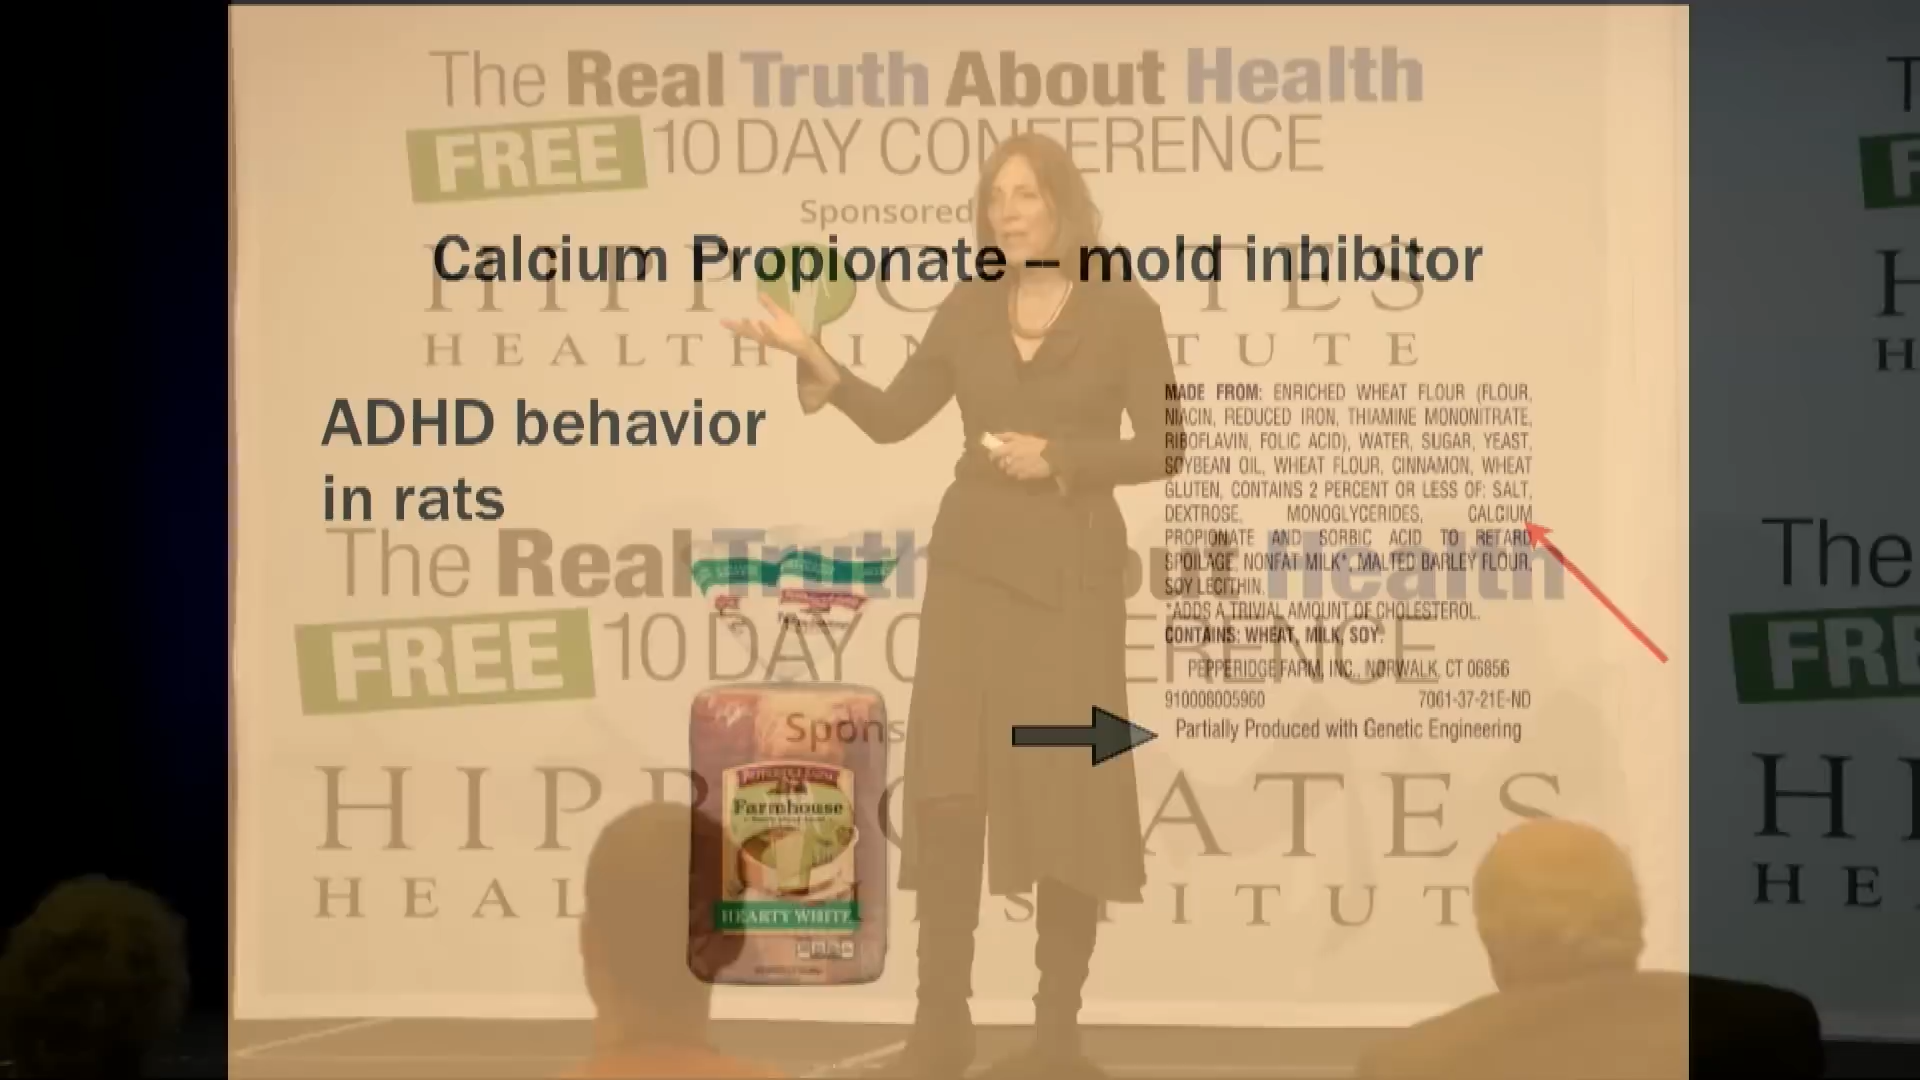 The Real Truth About Health
FREE 10 DAY CONFERENCE
Sponsored
Calcium Propionate – mold inhibitor
HIPPOCRATES
HEALTH INSTITUTE
ADHD behavior
in rats
MADE FROM: ENRICHED WHEAT FLOUR (FLOUR,
NIACIN, REDUCED IRON, THIAMINE MONONITRATE,
RIBOFLAVIN, FOLIC ACID), WATER, SUGAR, YEAST,
SOYBEAN OIL, WHEAT FLOUR, CINNAMON, WHEAT
GLUTEN, CONTAINS 2 PERCENT OR LESS OF: SALT,
DEXTROSE, MONOGLYCERIDES, CALCIUM
PROPIONATE AND SORBIC ACID TO RETARD
SPOILAGE, NONFAT MILK*, MALTED BARLEY FLOUR,
SOY LECITHIN.
*ADDS A TRIVIAL AMOUNT OF CHOLESTEROL.
CONTAINS: WHEAT, MILK, SOY.
PEPPERIDGE FARM, INC., NORWALK, CT 06856
910008005960 7061-37-21E-ND
Partially Produced with Genetic Engineering
The Real Truth About Health
FREE 10 DAY CONFERENCE
Spons
HIPPOCRATES
HEALTH INSTITUTE
PEPPERIDGE FARM
Farmhouse
HEARTY WHITE
T
F
H
H
The
FRE
H
HE